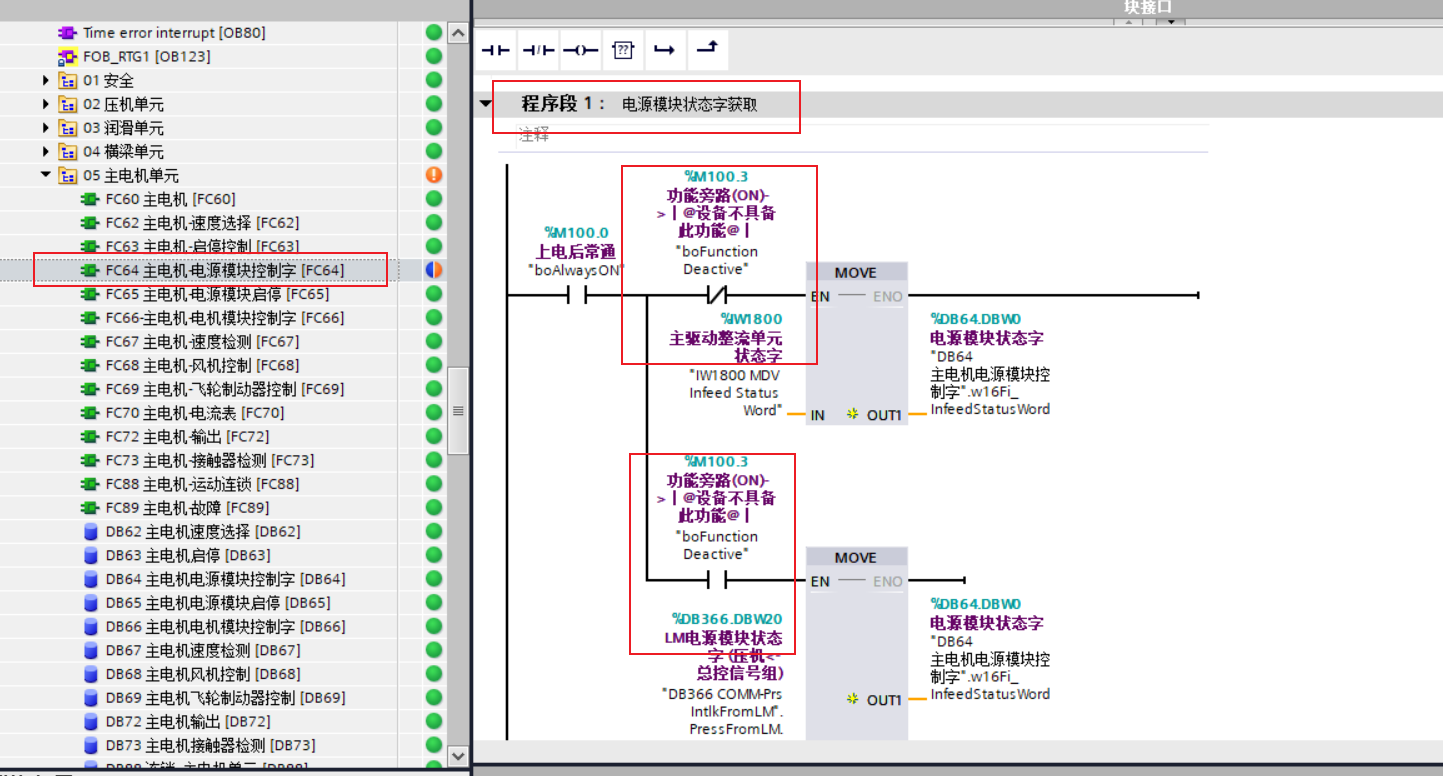 块接口
Time error interrupt [OB80]
FOB_RTG1 [OB123]
01 安全
02 压机单元
03 润滑单元
04 横梁单元
05 主电机单元
FC60 主电机 [FC60]
FC62 主电机-速度选择 [FC62]
FC63 主电机-启停控制 [FC63]
FC64 主电机-电源模块控制字 [FC64]
FC65 主电机-电源模块启停 [FC65]
FC66-主电机-电机模块控制字 [FC66]
FC67 主电机-速度检测 [FC67]
FC68 主电机-风机控制 [FC68]
FC69 主电机-飞轮制动器控制 [FC69]
FC70 主电机-电流表 [FC70]
FC72 主电机-输出 [FC72]
FC73 主电机-接触器检测 [FC73]
FC88 主电机-运动连锁 [FC88]
FC89 主电机-故障 [FC89]
DB62 主电机速度选择 [DB62]
DB63 主电机启停 [DB63]
DB64 主电机电源模块控制字 [DB64]
DB65 主电机电源模块启停 [DB65]
DB66 主电机电机模块控制字 [DB66]
DB67 主电机速度检测 [DB67]
DB68 主电机风机控制 [DB68]
DB69 主电机飞轮制动器控制 [DB69]
DB72 主电机输出 [DB72]
DB73 主电机接触器检测 [DB73]
??
程序段 1： 电源模块状态字获取
注释
%M100.0
上电后常通
"boAlwaysON"
%M100.3
功能旁路(ON)-
>丨@设备不具备
此功能@丨
"boFunction
Deactive"
MOVE
EN
ENO
%IW1800
主驱动整流单元
状态字
"IW1800 MDV
Infeed Status
Word"
IN
OUT1
%DB64.DBW0
电源模块状态字
"DB64
主电机电源模块控
制字".w16Fi_
InfeedStatusWord
%M100.3
功能旁路(ON)-
>丨@设备不具备
此功能@丨
"boFunction
Deactive"
MOVE
EN
ENO
%DB366.DBW20
LM电源模块状态
字 (压机<-
总控信号组)
"DB366 COMM-Prs
IntlkFromLM".
PressFromLM.
OUT1
%DB64.DBW0
电源模块状态字
"DB64
主电机电源模块控
制字".w16Fi_
InfeedStatusWord